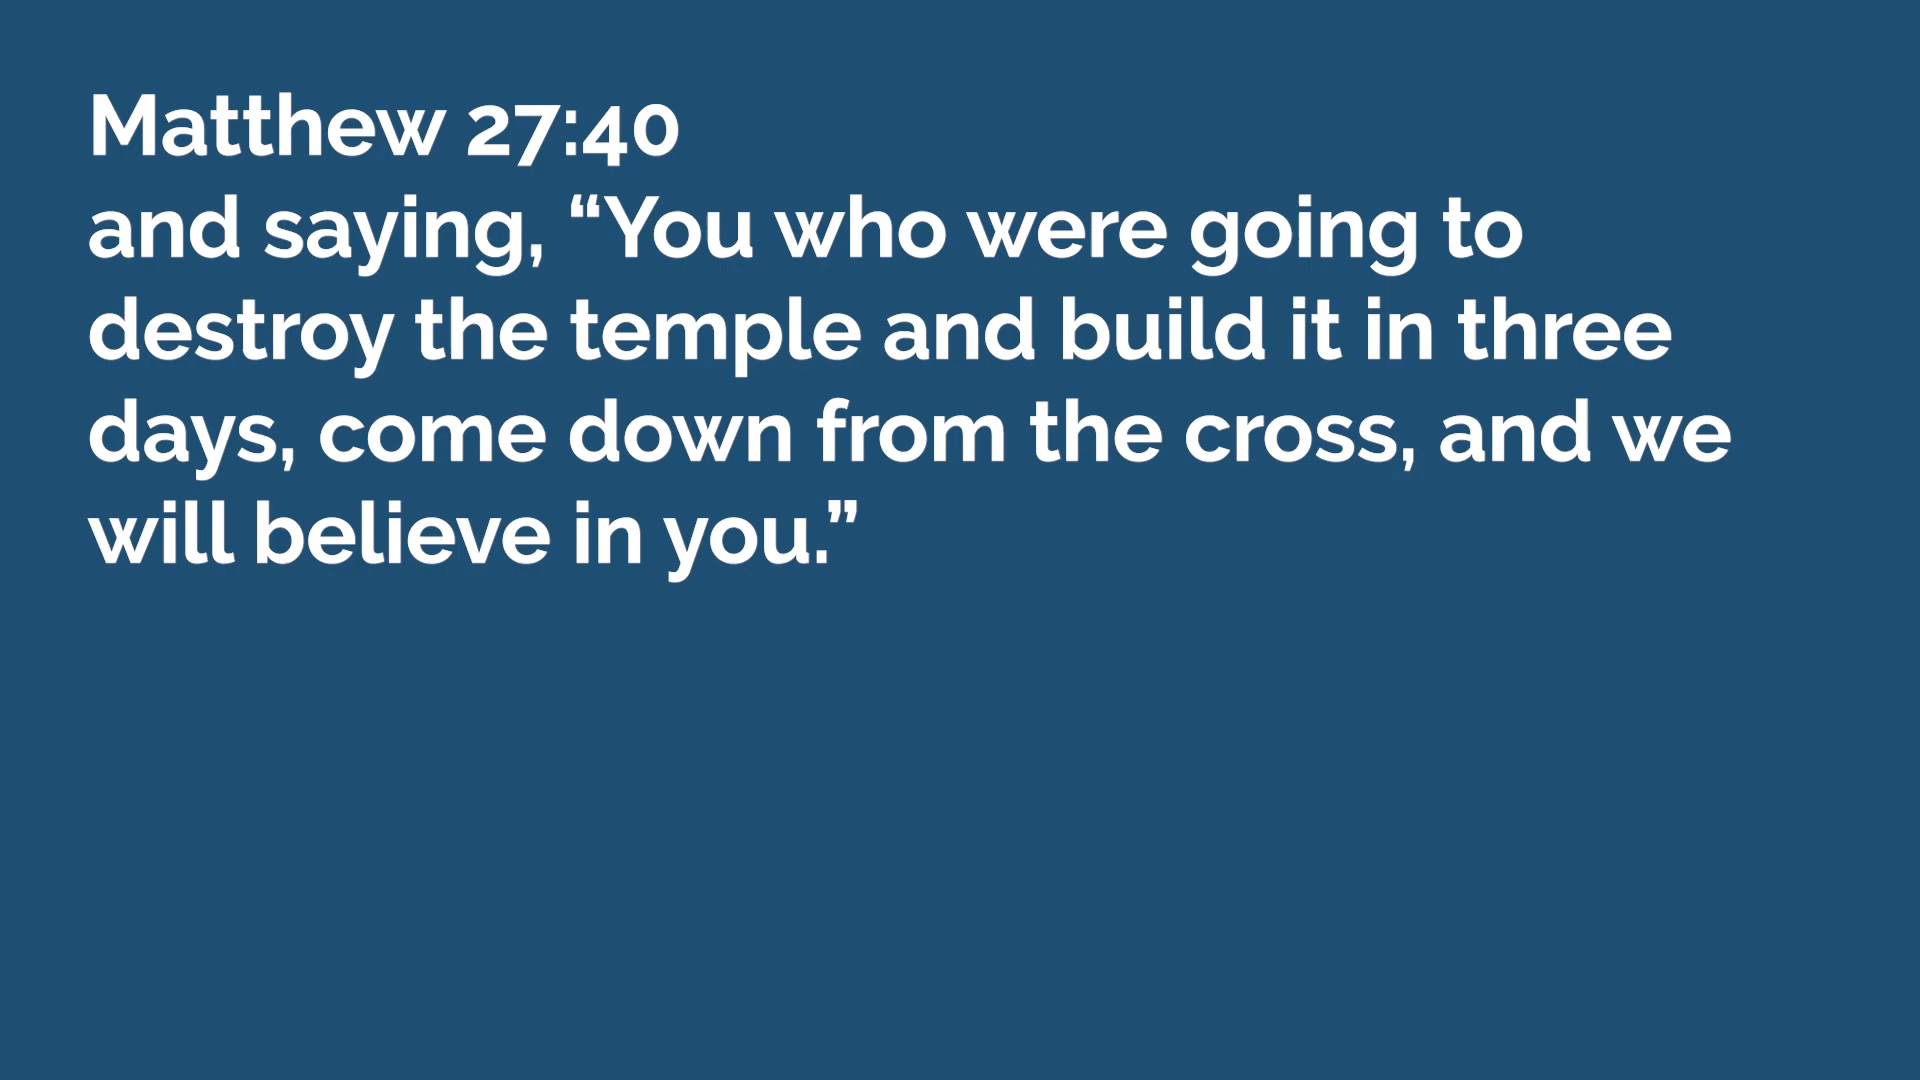 Matthew 27:40
and saying, “You who were going to
destroy the temple and build it in three
days, come down from the cross, and we
will believe in you.”